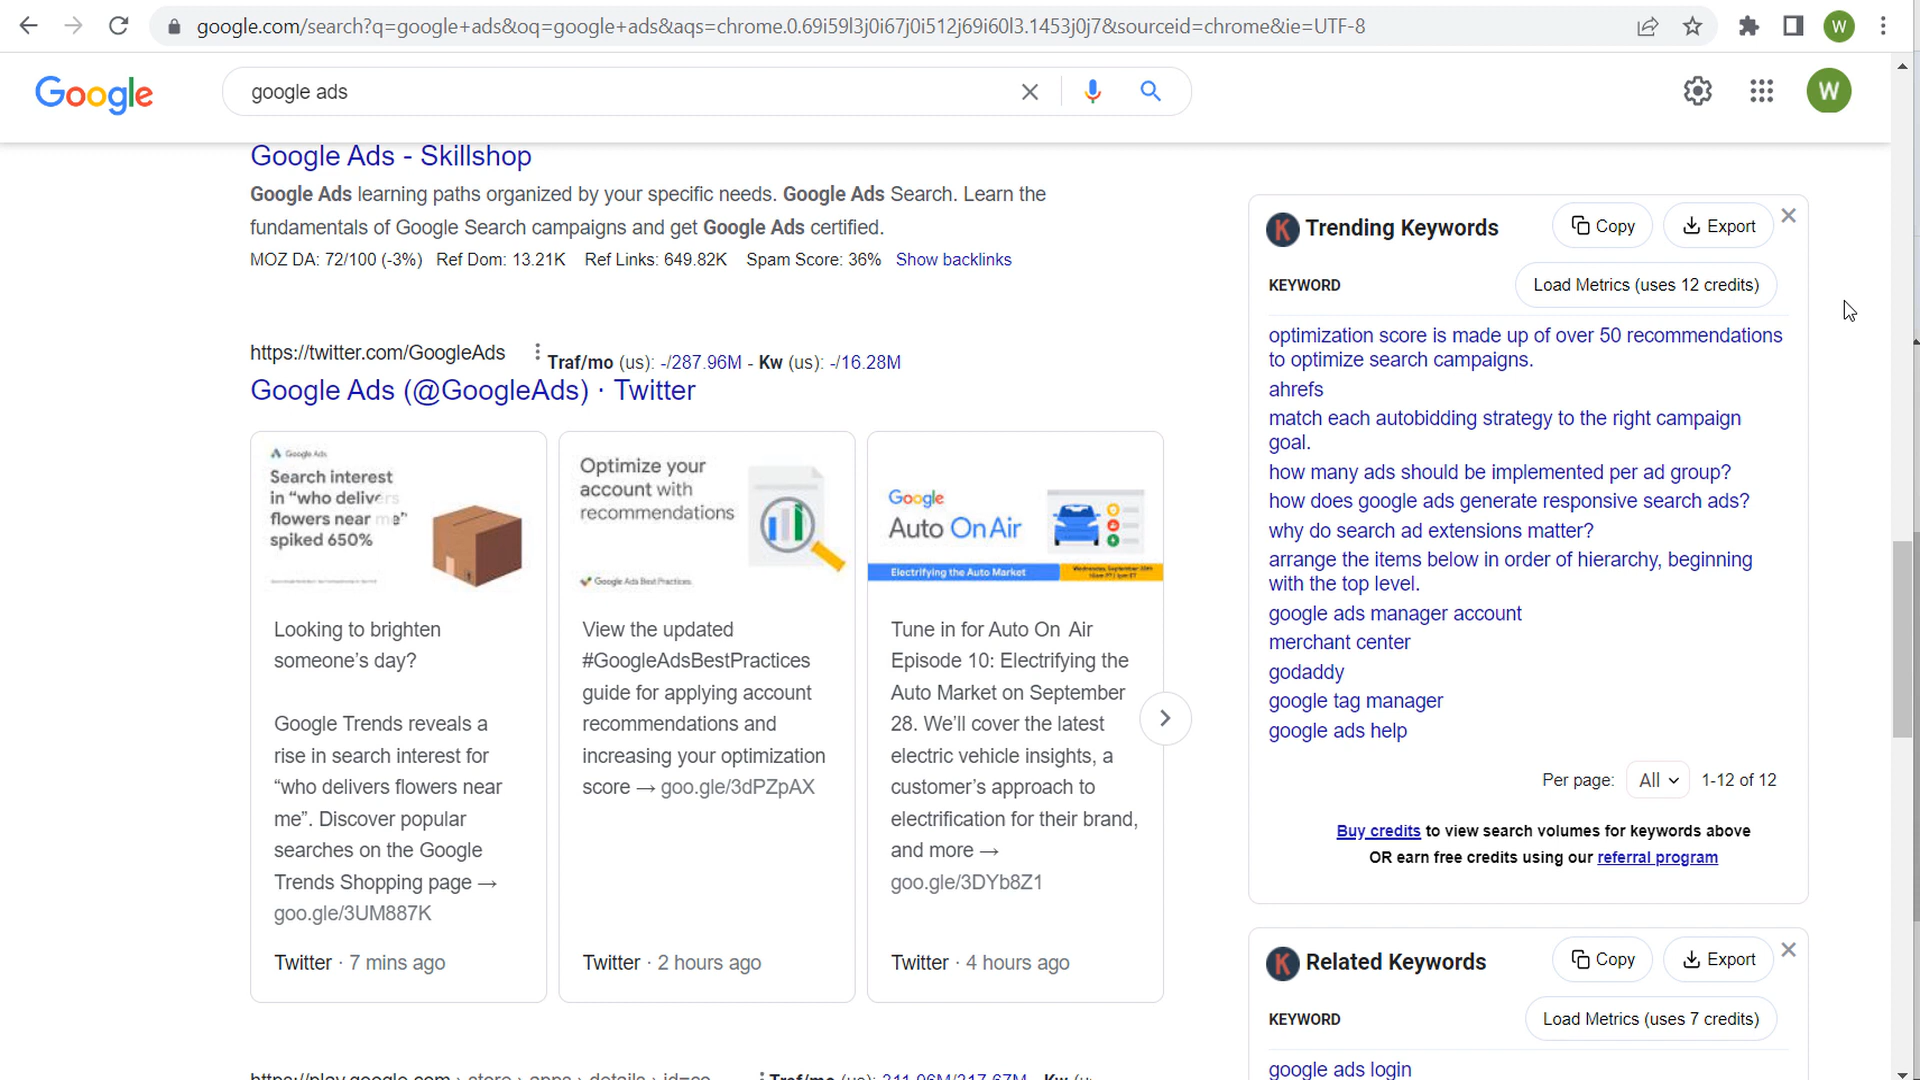 google.com/search?q=google+ads&oq=google+ads&aqs=chrome.0.69i59l3j0i67j0i512j69i60l3.1453j0j7&sourceid=chrome&ie=UTF-8
W
Google
google ads
W
Google Ads - Skillshop
Google Ads learning paths organized by your specific needs. Google Ads Search. Learn the
fundamentals of Google Search campaigns and get Google Ads certified.
MOZ DA: 72/100 (-3%) Ref Dom: 13.21K Ref Links: 649.82K Spam Score: 36% Show backlinks
https://twitter.com/GoogleAds
Traf/mo (us): -/287.96M - Kw (us): -/16.28M
Google Ads (@GoogleAds) · Twitter
Google Ads
Search interest
in “who delivers
flowers near me”
spiked 650%
Looking to brighten
someone’s day?
Google Trends reveals a
rise in search interest for
“who delivers flowers near
me”. Discover popular
searches on the Google
Trends Shopping page →
goo.gle/3UM887K
Twitter · 7 mins ago
Optimize your
account with
recommendations
Google Ads Best Practices
View the updated
#GoogleAdsBestPractices
guide for applying account
recommendations and
increasing your optimization
score → goo.gle/3dPZpAX
Twitter · 2 hours ago
Google
Auto On Air
Electrifying the Auto Market
Tune in for Auto On Air
Episode 10: Electrifying the
Auto Market on September
28. We’ll cover the latest
electric vehicle insights, a
customer’s approach to
electrification for their brand,
and more →
goo.gle/3DYb8Z1
Twitter · 4 hours ago
K Trending Keywords
Copy
Export
KEYWORD
Load Metrics (uses 12 credits)
optimization score is made up of over 50 recommendations
to optimize search campaigns.
ahrefs
match each autobidding strategy to the right campaign
goal.
how many ads should be implemented per ad group?
how does google ads generate responsive search ads?
why do search ad extensions matter?
arrange the items below in order of hierarchy, beginning
with the top level.
google ads manager account
merchant center
godaddy
google tag manager
google ads help
Per page: All 1-12 of 12
Buy credits to view search volumes for keywords above
OR earn free credits using our referral program
K Related Keywords
Copy
Export
KEYWORD
Load Metrics (uses 7 credits)
google ads login